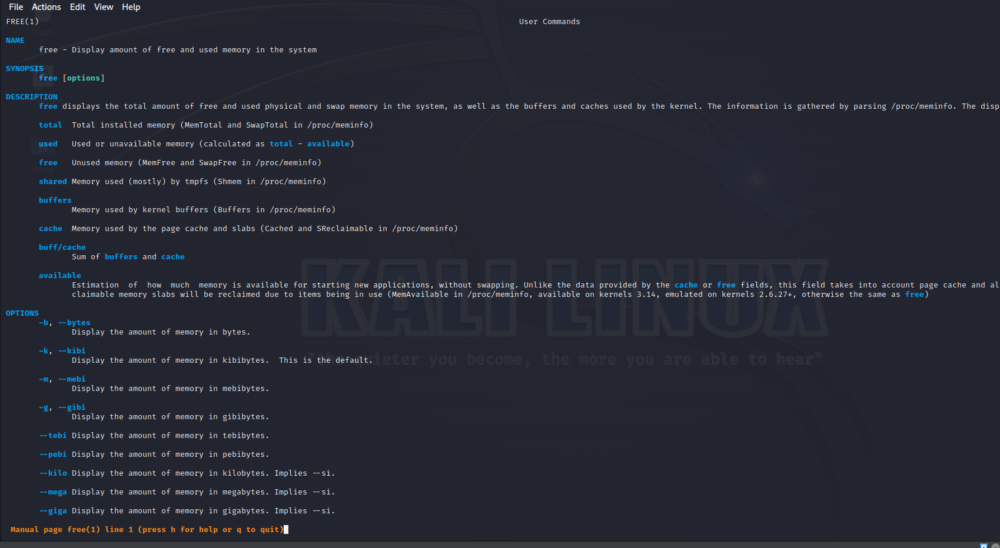 File Actions Edit View Help
FREE(1) User Commands
Trash
NAME
free - Display amount of free and used memory in the system
SYNOPSIS
free [options]
DESCRIPTION
free displays the total amount of free and used physical and swap memory in the system, as well as the buffers and caches used by the kernel. The information is gathered by parsing /proc/meminfo. The disp
total Total installed memory (MemTotal and SwapTotal in /proc/meminfo)
used Used or unavailable memory (calculated as total - available)
free Unused memory (MemFree and SwapFree in /proc/meminfo)
Home
shared Memory used (mostly) by tmpfs (Shmem in /proc/meminfo)
buffers
Memory used by kernel buffers (Buffers in /proc/meminfo)
cache Memory used by the page cache and slabs (Cached and SReclaimable in /proc/meminfo)
buff/cache
Sum of buffers and cache
available
Estimation of how much memory is available for starting new applications, without swapping. Unlike the data provided by the cache or free fields, this field takes into account page cache and al
claimable memory slabs will be reclaimed due to items being in use (MemAvailable in /proc/meminfo, available on kernels 3.14, emulated on kernels 2.6.27+, otherwise the same as free)
KALI LINUX
OPTIONS
-b, --bytes
Display the amount of memory in bytes.
-k, --kibi
Display the amount of memory in kibibytes. This is the default.
"the quieter you become, the more you are able to hear"
-m, --mebi
Display the amount of memory in mebibytes.
-g, --gibi
Display the amount of memory in gibibytes.
--tebi Display the amount of memory in tebibytes.
--pebi Display the amount of memory in pebibytes.
--kilo Display the amount of memory in kilobytes. Implies --si.
--mega Display the amount of memory in megabytes. Implies --si.
--giga Display the amount of memory in gigabytes. Implies --si.
Manual page free(1) line 1 (press h for help or q to quit)